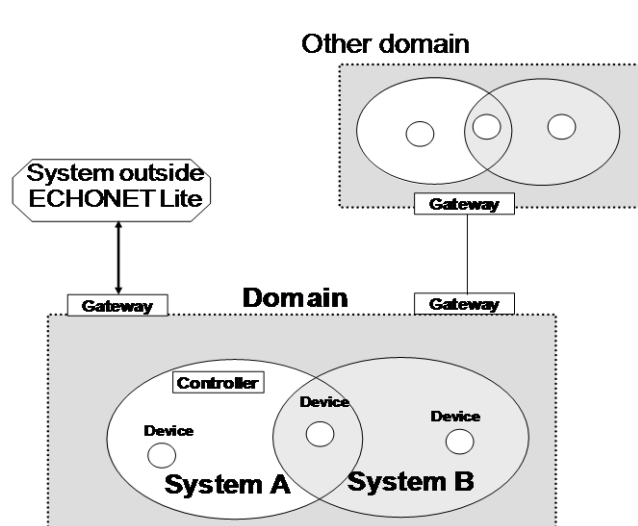 Other domain
System outside
ECHONET Lite
Gateway
Gateway
Domain
Gateway
Controller
Device
Device
Device
System A
System B